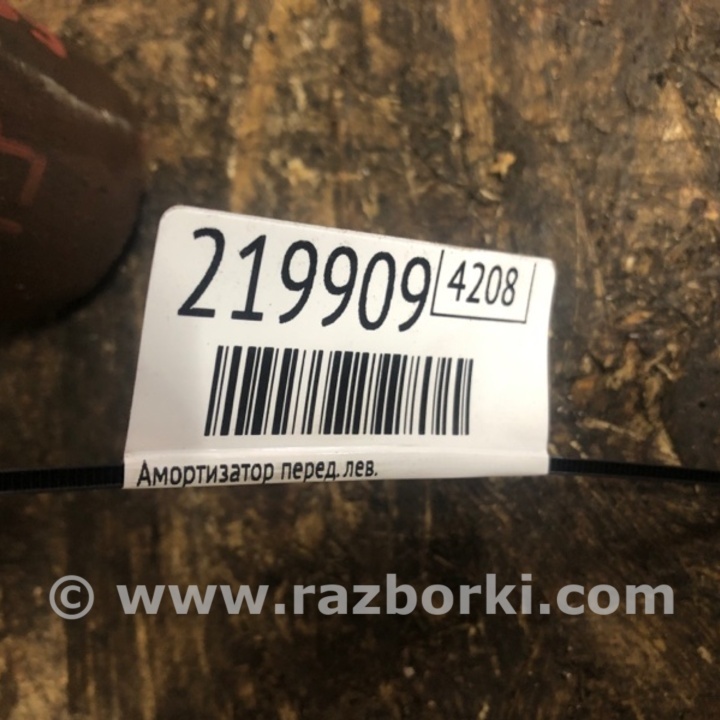 219909 4208
Амортизатор перед. лев.
© www.razborki.com